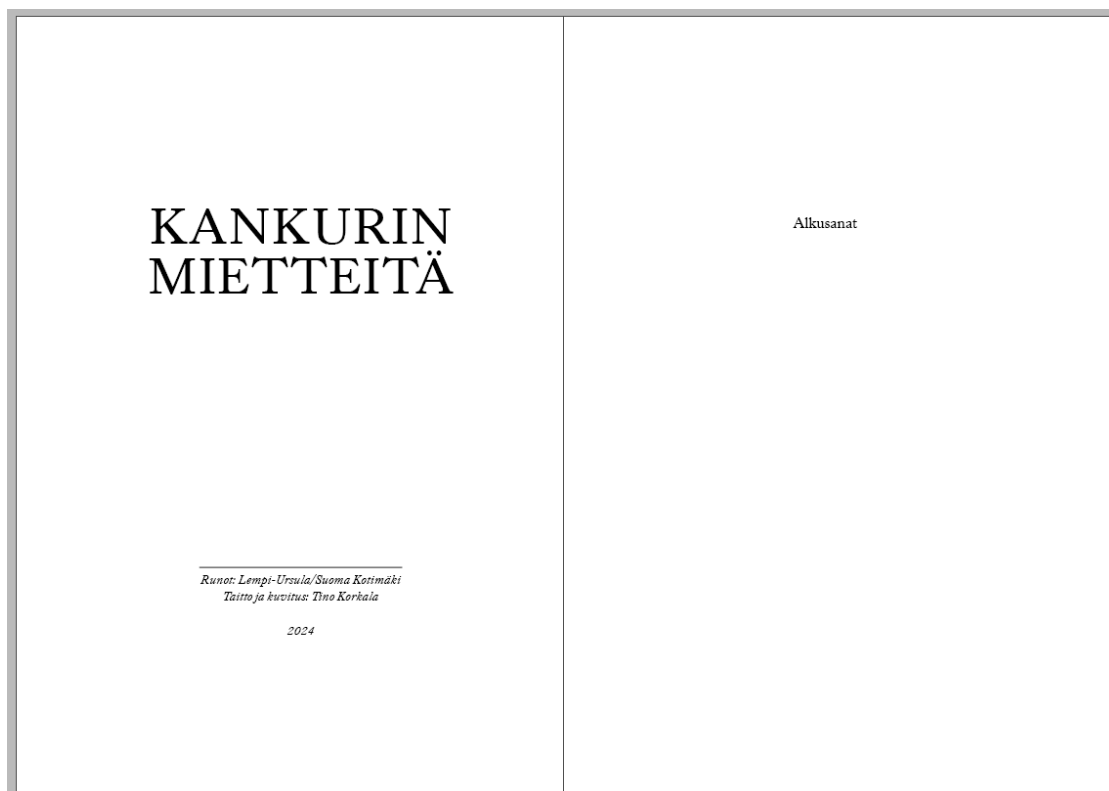 KANKURIN
MIETTEITÄ
Runot: Lempi-Ursula/Suoma Kotimäki
Taitto ja kuvitus: Tino Korkala
2024
Alkusanat